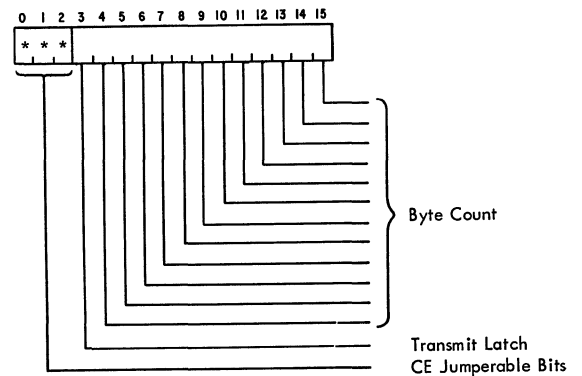 0 1 2 3 4 5 6 7 8 9 10 11 12 13 14 15
* * *
Byte Count
Transmit Latch
CE Jumperable Bits